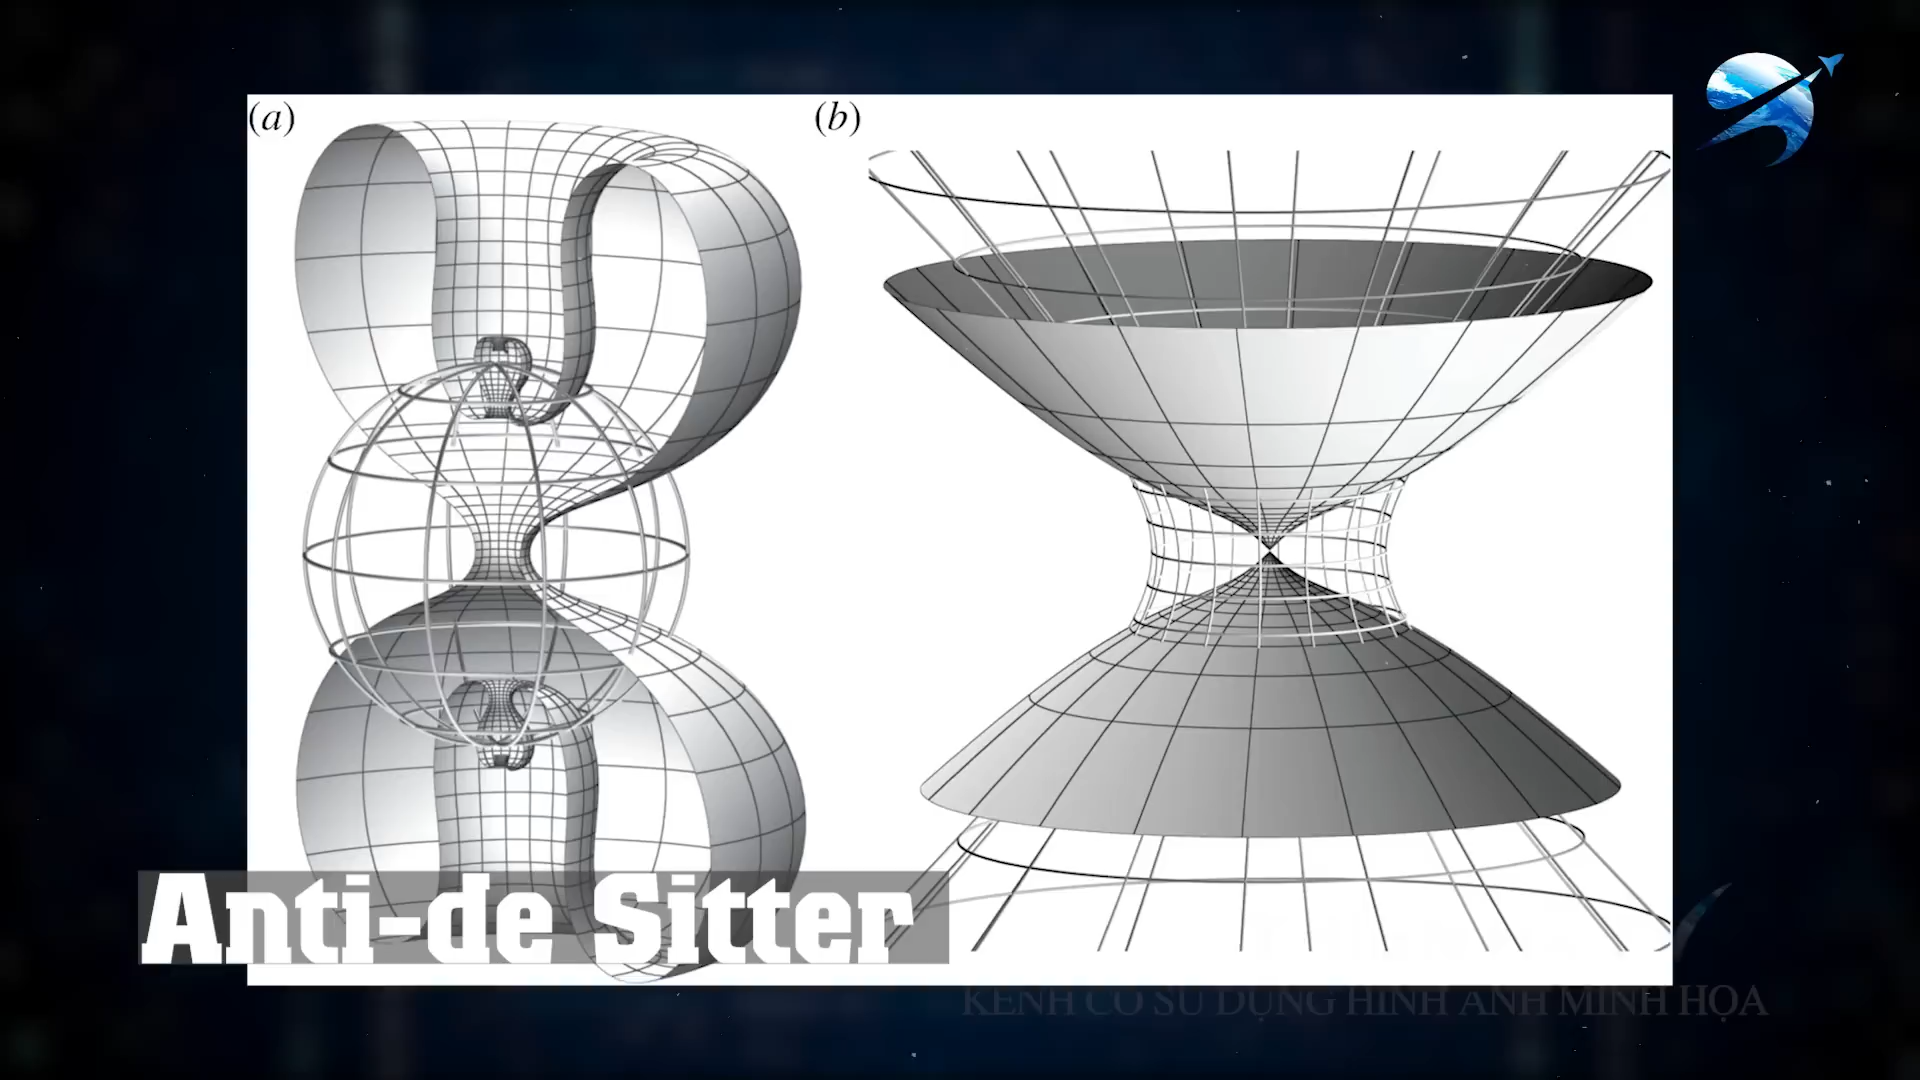 (a)
(b)
Anti-de Sitter
KÊNH CÓ SỬ DỤNG HÌNH ẢNH MINH HỌA